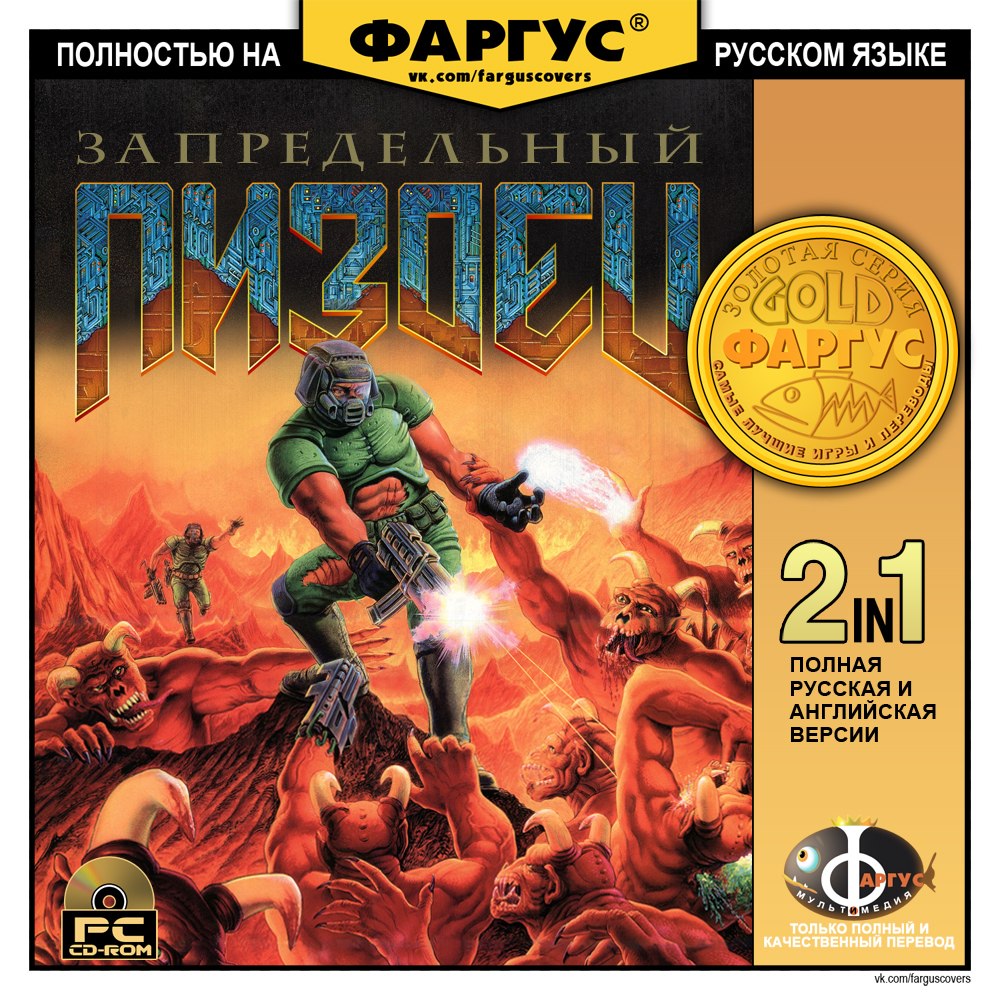 ПОЛНОСТЬЮ НА
ФАРГУС®
vk.com/farguscovers
РУССКОМ ЯЗЫКЕ
ЗАПРЕДЕЛЬНЫЙ
ПИЗДЕЦ
ЗОЛОТАЯ СЕРИЯ
GOLD
ФАРГУС
САМЫЕ ЛУЧШИЕ ИГРЫ И ПЕРЕВОДЫ
2IN1
ПОЛНАЯ
РУССКАЯ И
АНГЛИЙСКАЯ
ВЕРСИИ
ФАРГУС
МУЛЬТИМЕДИЯ
ТОЛЬКО ПОЛНЫЙ И
КАЧЕСТВЕННЫЙ ПЕРЕВОД
PC
CD-ROM
vk.com/farguscovers